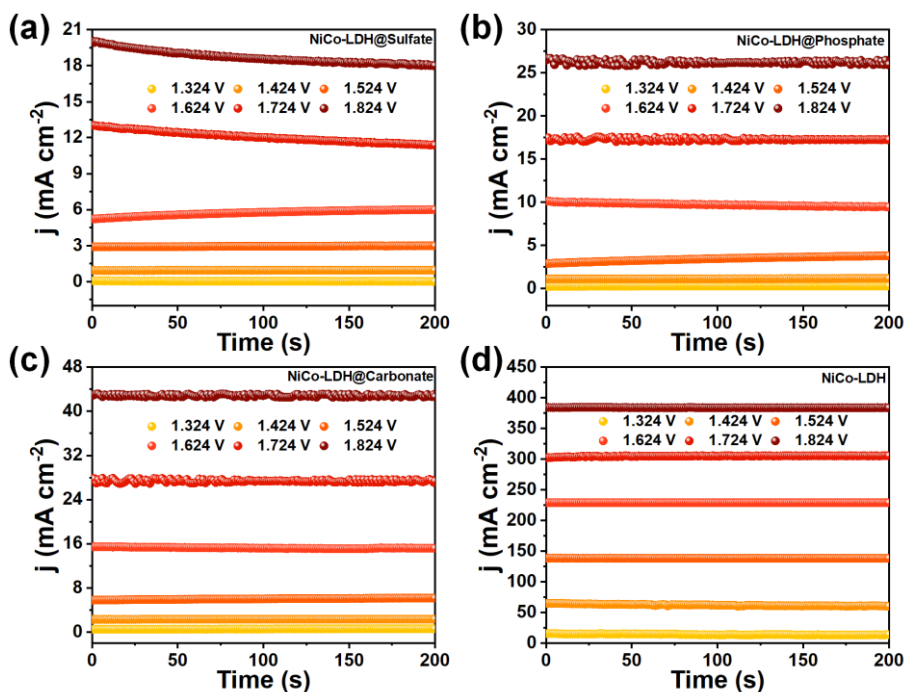 (a)
NiCo-LDH@Sulfate
1.324 V 1.424 V 1.524 V
1.624 V 1.724 V 1.824 V
j (mA cm⁻²)
21
18
15
12
9
6
3
0
0 50 100 150 200
Time (s)
(b)
NiCo-LDH@Phosphate
1.324 V 1.424 V 1.524 V
1.624 V 1.724 V 1.824 V
j (mA cm⁻²)
30
25
20
15
10
5
0
0 50 100 150 200
Time (s)
(c)
NiCo-LDH@Carbonate
1.324 V 1.424 V 1.524 V
1.624 V 1.724 V 1.824 V
j (mA cm⁻²)
48
40
32
24
16
8
0
0 50 100 150 200
Time (s)
(d)
NiCo-LDH
1.324 V 1.424 V 1.524 V
1.624 V 1.724 V 1.824 V
j (mA cm⁻²)
450
400
350
300
250
200
150
100
50
0
0 50 100 150 200
Time (s)